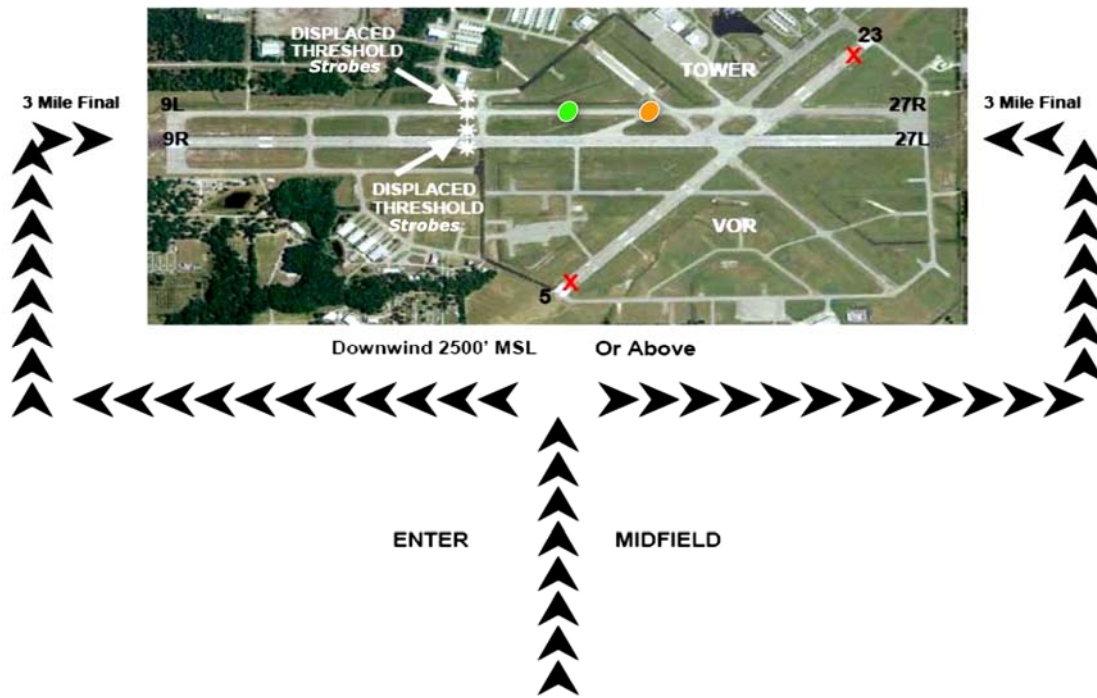 DISPLACED
THRESHOLD
Strobes
23
TOWER
3 Mile Final
9L
27R
3 Mile Final
9R
27L
DISPLACED
THRESHOLD
Strobes
VOR
5
Downwind 2500' MSL Or Above
ENTER MIDFIELD